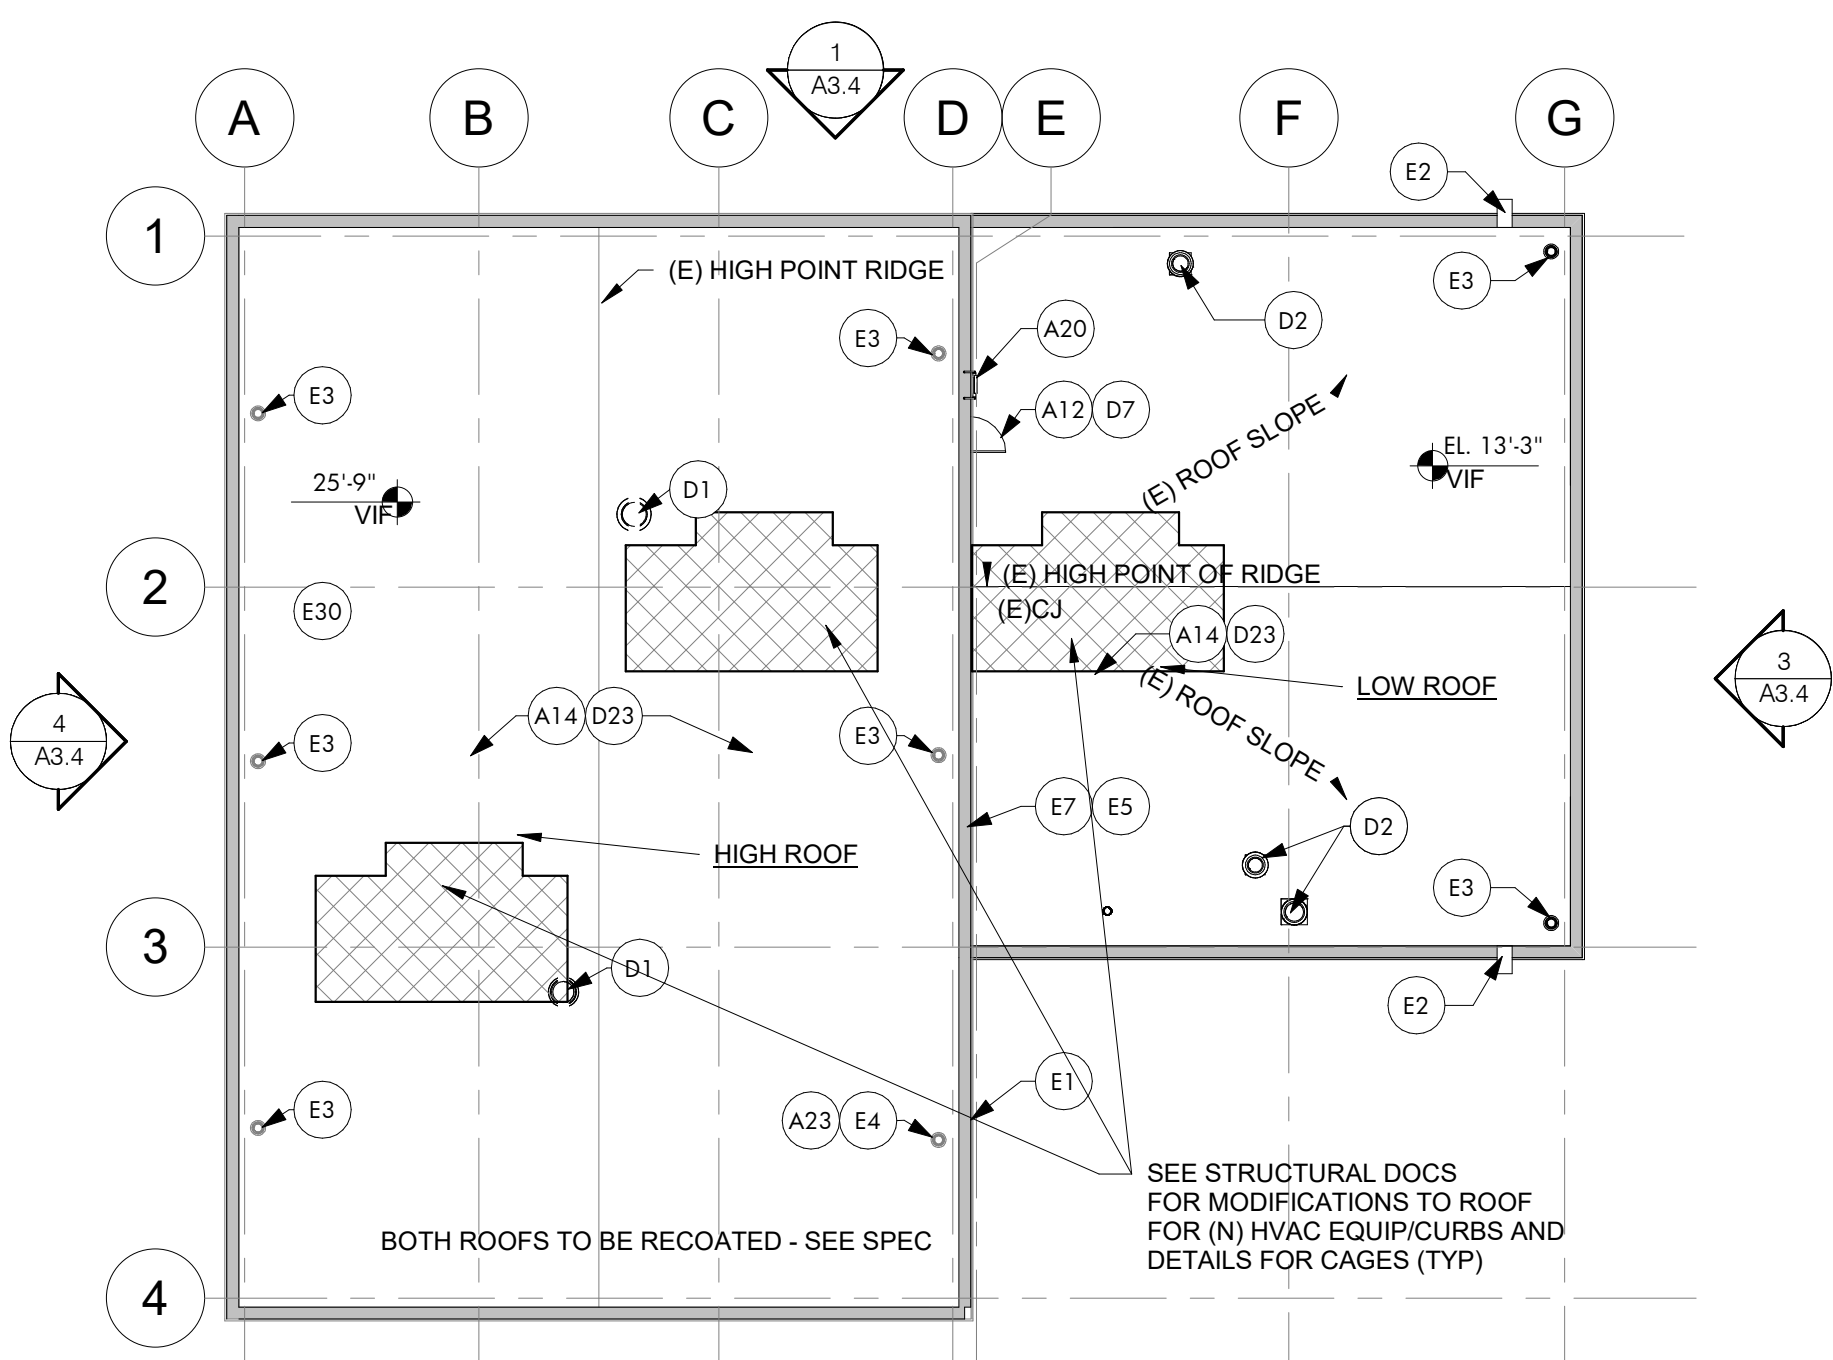 1
A3.4
A
B
C
D
E
F
G
E2
1
(E) HIGH POINT RIDGE
E3
D2
E3
A20
E3
A12
D7
(E) ROOF SLOPE
EL. 13'-3"
VIF
25'-9"
VIF
D1
2
(E) HIGH POINT OF RIDGE
(E)CJ
E30
A14
D23
3
A3.4
(E) ROOF SLOPE
LOW ROOF
4
A3.4
A14
D23
E3
E3
E7
E5
D2
HIGH ROOF
E3
3
D1
E2
E1
E3
A23
E4
SEE STRUCTURAL DOCS
FOR MODIFICATIONS TO ROOF
FOR (N) HVAC EQUIP/CURBS AND
DETAILS FOR CAGES (TYP)
BOTH ROOFS TO BE RECOATED - SEE SPEC
4